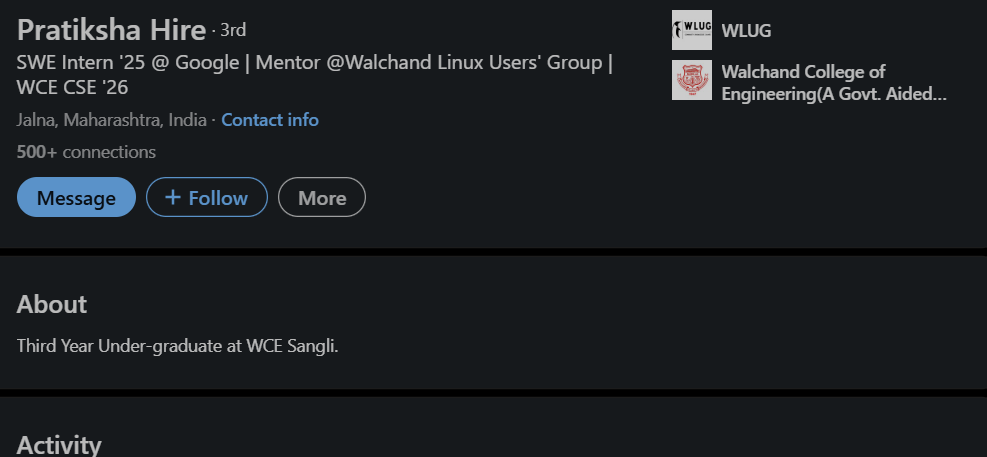 Pratiksha Hire · 3rd
SWE Intern '25 @ Google | Mentor @Walchand Linux Users' Group |
WCE CSE '26
Jalna, Maharashtra, India · Contact info
500+ connections
Message
+ Follow
More
WLUG
WLUG
Walchand College of
Engineering(A Govt. Aided...
About
Third Year Under-graduate at WCE Sangli.
Activity